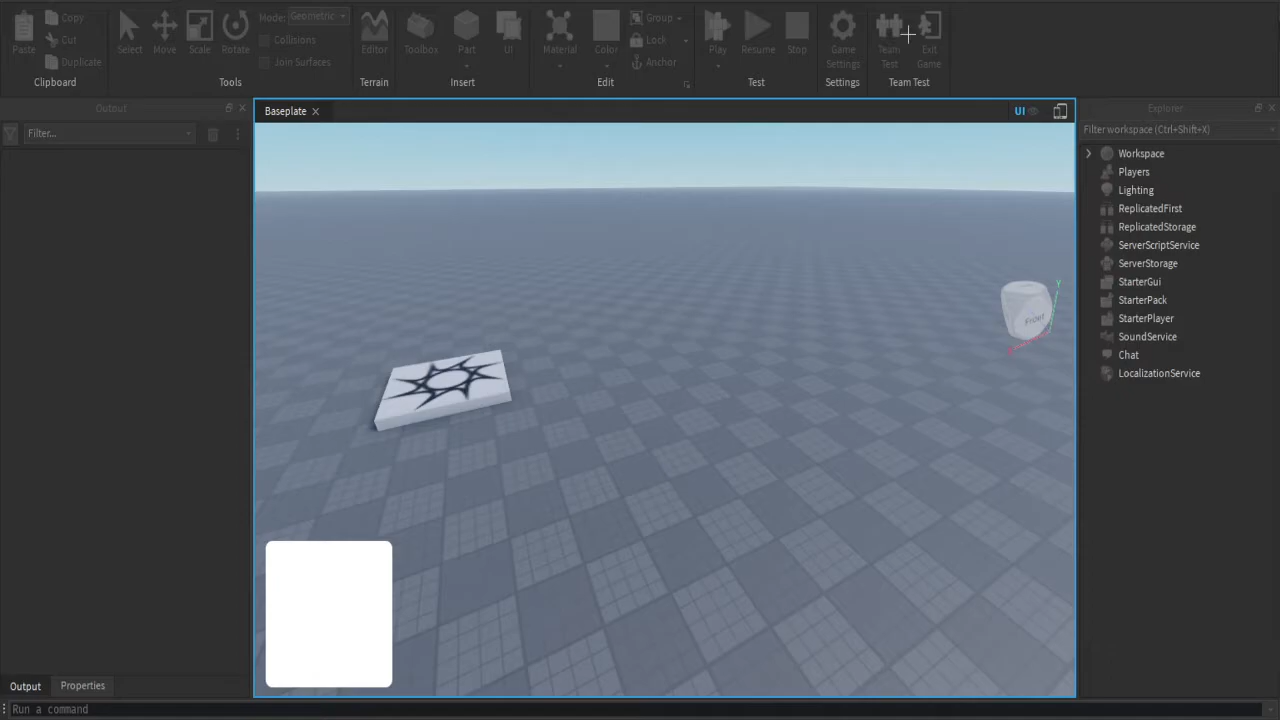 Paste
Copy
Cut
Duplicate
Clipboard
Select
Move
Scale
Rotate
Mode: Geometric
Collisions
Join Surfaces
Tools
Editor
Terrain
Toolbox
Part
UI
Insert
Material
Color
Group
Lock
Anchor
Edit
Play
Resume
Stop
Test
Game
Settings
Settings
Team
Test
Exit
Game
Team Test
Output
Filter...
Baseplate
UI
Front
Y
Explorer
Filter workspace (Ctrl+Shift+X)
Workspace
Players
Lighting
ReplicatedFirst
ReplicatedStorage
ServerScriptService
ServerStorage
StarterGui
StarterPack
StarterPlayer
SoundService
Chat
LocalizationService
Output
Properties
Run a command